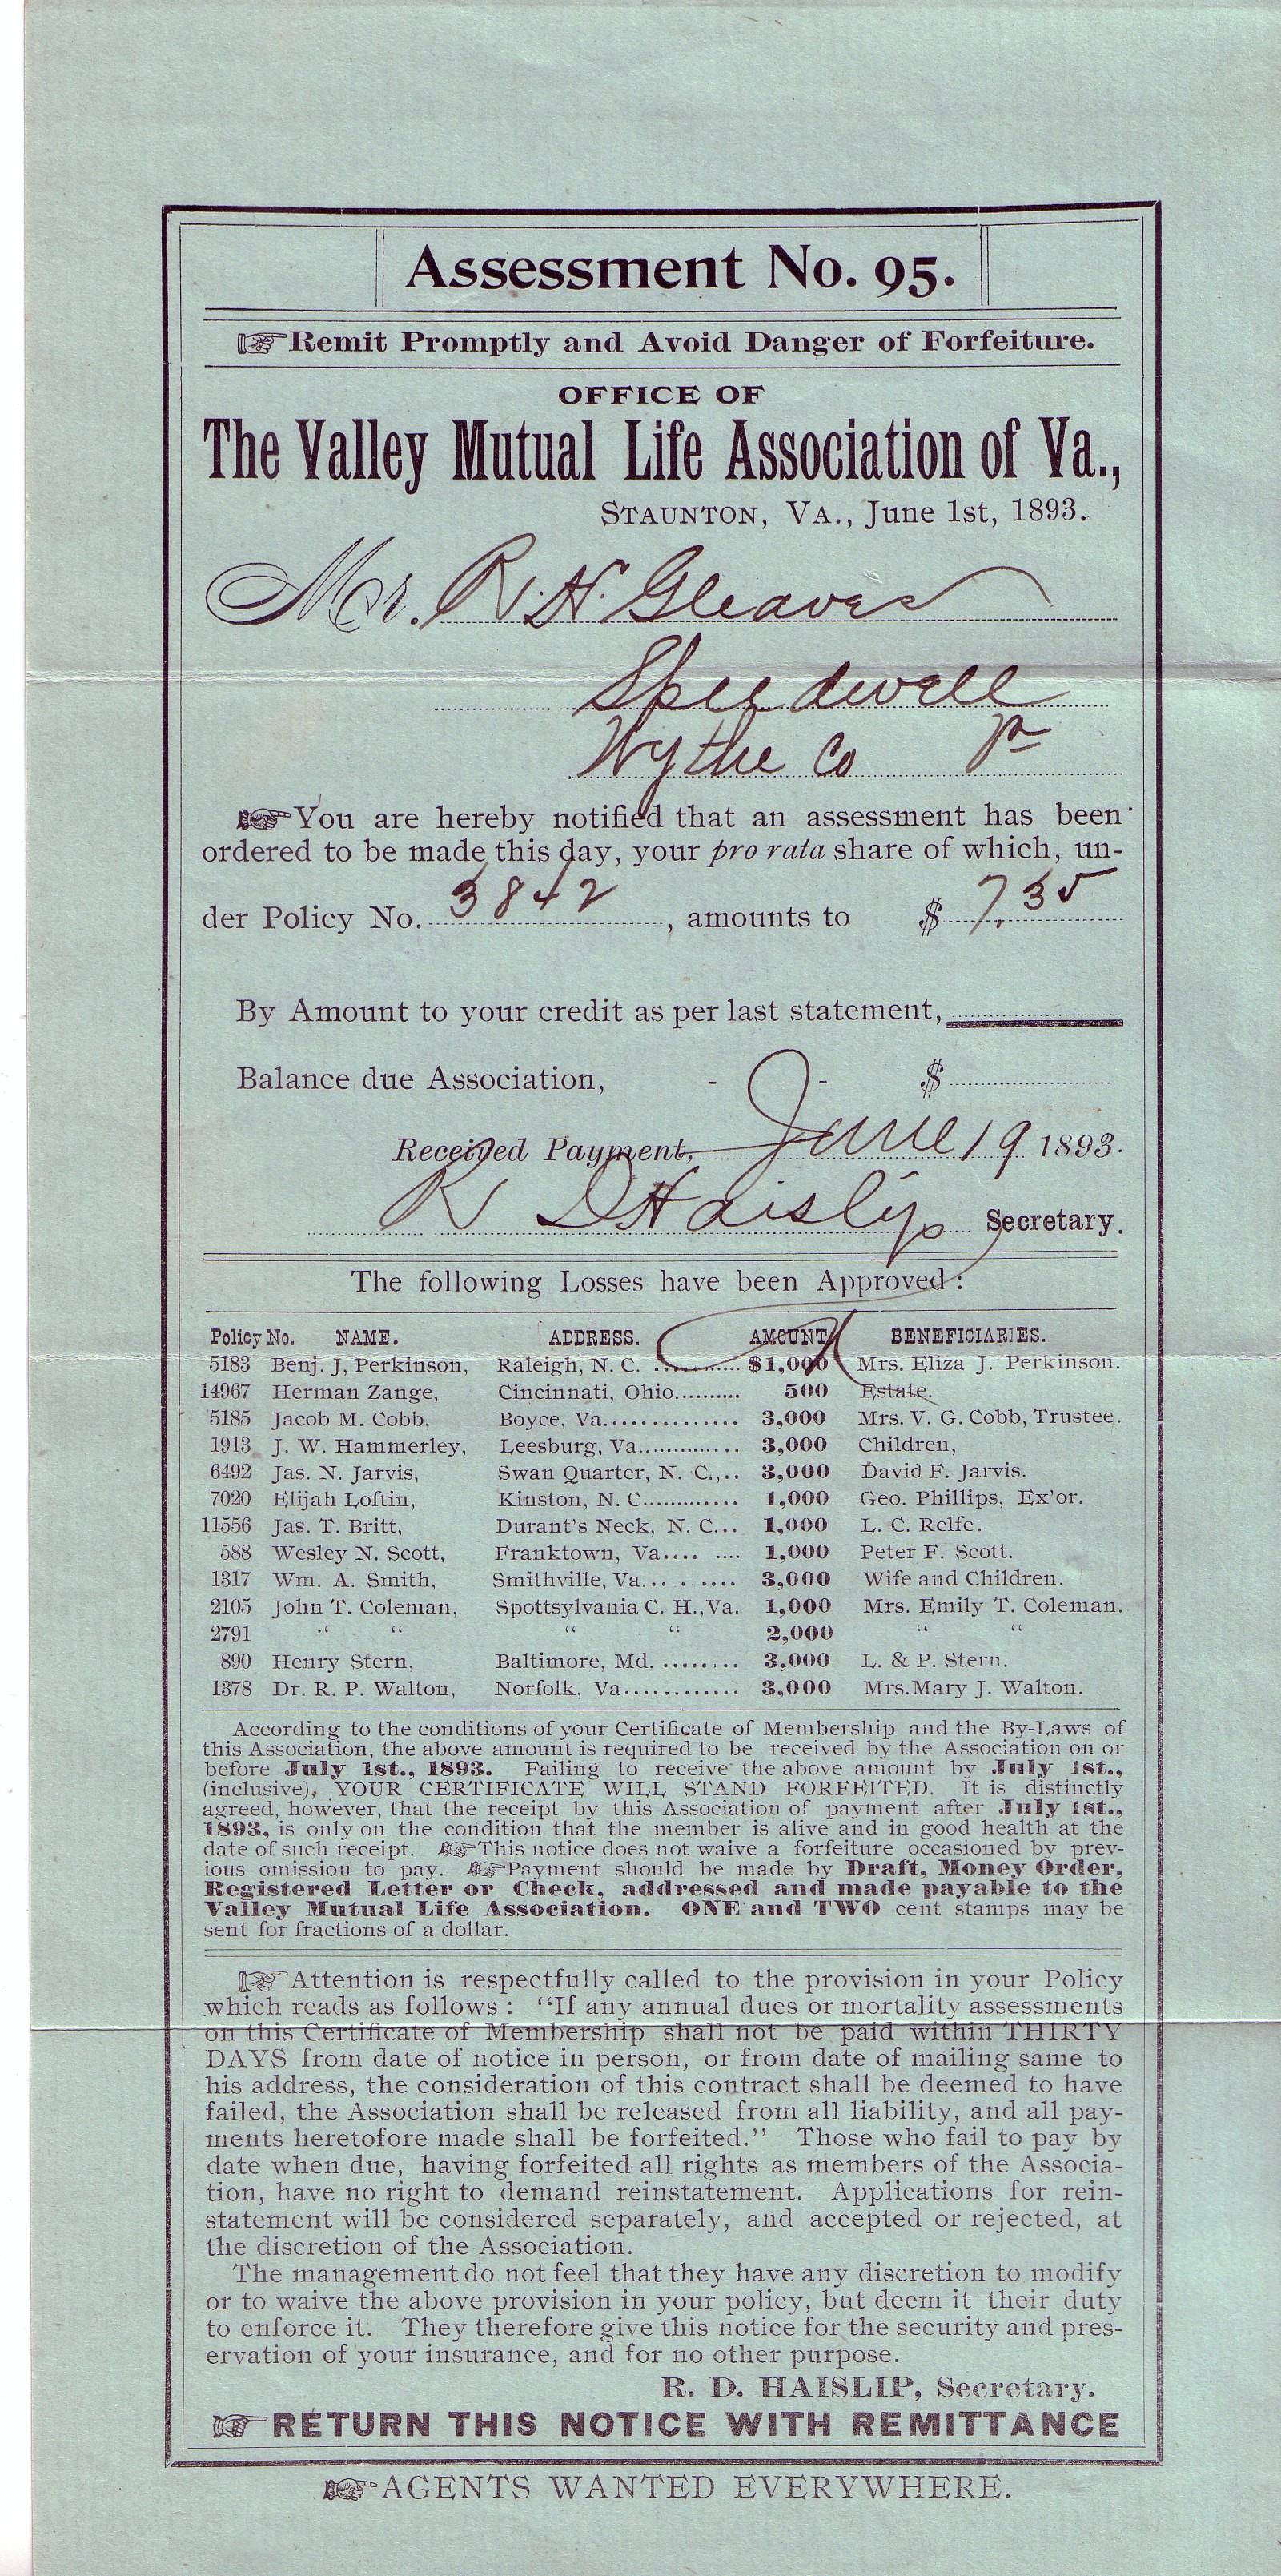 Assessment No. 95.
Remit Promptly and Avoid Danger of Forfeiture.
OFFICE OF
The Valley Mutual Life Association of Va.,
STAUNTON, VA., June 1st, 1893.
Mr. R. H. Gleaves
Speedwell
Wythe Co Va
You are hereby notified that an assessment has been
ordered to be made this day, your pro rata share of which, un-
der Policy No. 3842, amounts to $ 7.35
By Amount to your credit as per last statement,
Balance due Association, - - $
Received Payment, June 19 1893.
R D Haislip Secretary.
The following Losses have been Approved:
Policy No. NAME. ADDRESS. AMOUNT BENEFICIARIES.
5183 Benj. J, Perkinson, Raleigh, N. C. ........... $1,000 Mrs. Eliza J. Perkinson.
14967 Herman Zange, Cincinnati, Ohio.......... 500 Estate.
5185 Jacob M. Cobb, Boyce, Va.............. 3,000 Mrs. V. G. Cobb, Trustee.
1913 J. W. Hammerley, Leesburg, Va............. 3,000 Children,
6492 Jas. N. Jarvis, Swan Quarter, N. C.,.. 3,000 David F. Jarvis.
7020 Elijah Loftin, Kinston, N. C............. 1,000 Geo. Phillips, Ex'or.
11556 Jas. T. Britt, Durant's Neck, N. C... 1,000 L. C. Relfe.
588 Wesley N. Scott, Franktown, Va.... .... 1,000 Peter F. Scott.
1317 Wm. A. Smith, Smithville, Va... ...... 3,000 Wife and Children.
2105 John T. Coleman, Spottsylvania C. H.,Va. 1,000 Mrs. Emily T. Coleman.
2791 " " " " 2,000 " "
890 Henry Stern, Baltimore, Md. ........ 3,000 L. & P. Stern.
1378 Dr. R. P. Walton, Norfolk, Va............ 3,000 Mrs.Mary J. Walton.
According to the conditions of your Certificate of Membership and the By-Laws of
this Association, the above amount is required to be received by the Association on or
before July 1st., 1893. Failing to receive the above amount by July 1st.,
(inclusive), YOUR CERTIFICATE WILL STAND FORFEITED. It is distinctly
agreed, however, that the receipt by this Association of payment after July 1st.,
1893, is only on the condition that the member is alive and in good health at the
date of such receipt. This notice does not waive a forfeiture occasioned by prev-
ious omission to pay. Payment should be made by Draft, Money Order,
Registered Letter or Check, addressed and made payable to the
Valley Mutual Life Association. ONE and TWO cent stamps may be
sent for fractions of a dollar.
Attention is respectfully called to the provision in your Policy
which reads as follows : "If any annual dues or mortality assessments
on this Certificate of Membership shall not be paid within THIRTY
DAYS from date of notice in person, or from date of mailing same to
his address, the consideration of this contract shall be deemed to have
failed, the Association shall be released from all liability, and all pay-
ments heretofore made shall be forfeited." Those who fail to pay by
date when due, having forfeited all rights as members of the Associa-
tion, have no right to demand reinstatement. Applications for rein-
statement will be considered separately, and accepted or rejected, at
the discretion of the Association.
The management do not feel that they have any discretion to modify
or to waive the above provision in your policy, but deem it their duty
to enforce it. They therefore give this notice for the security and pres-
ervation of your insurance, and for no other purpose.
R. D. HAISLIP, Secretary.
RETURN THIS NOTICE WITH REMITTANCE
AGENTS WANTED EVERYWHERE.